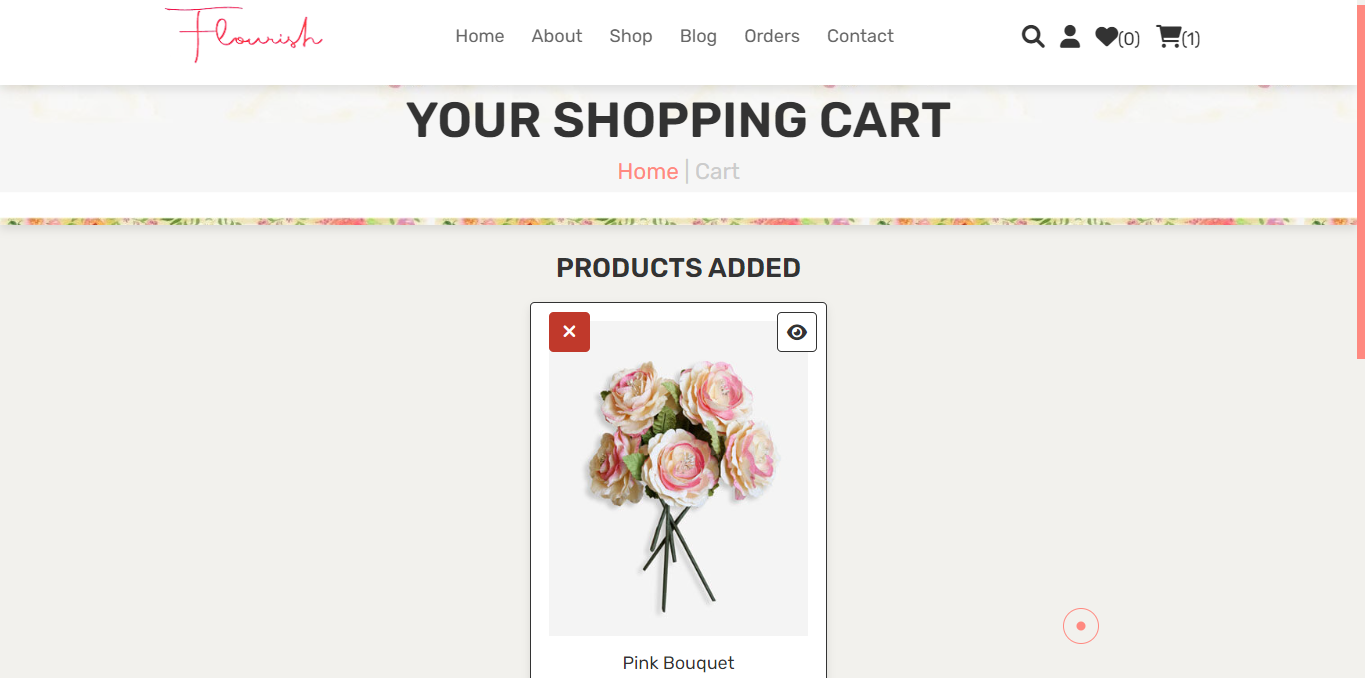 Flourish
Home About Shop Blog Orders Contact (0) (1)
YOUR SHOPPING CART
Home | Cart
PRODUCTS ADDED
Pink Bouquet